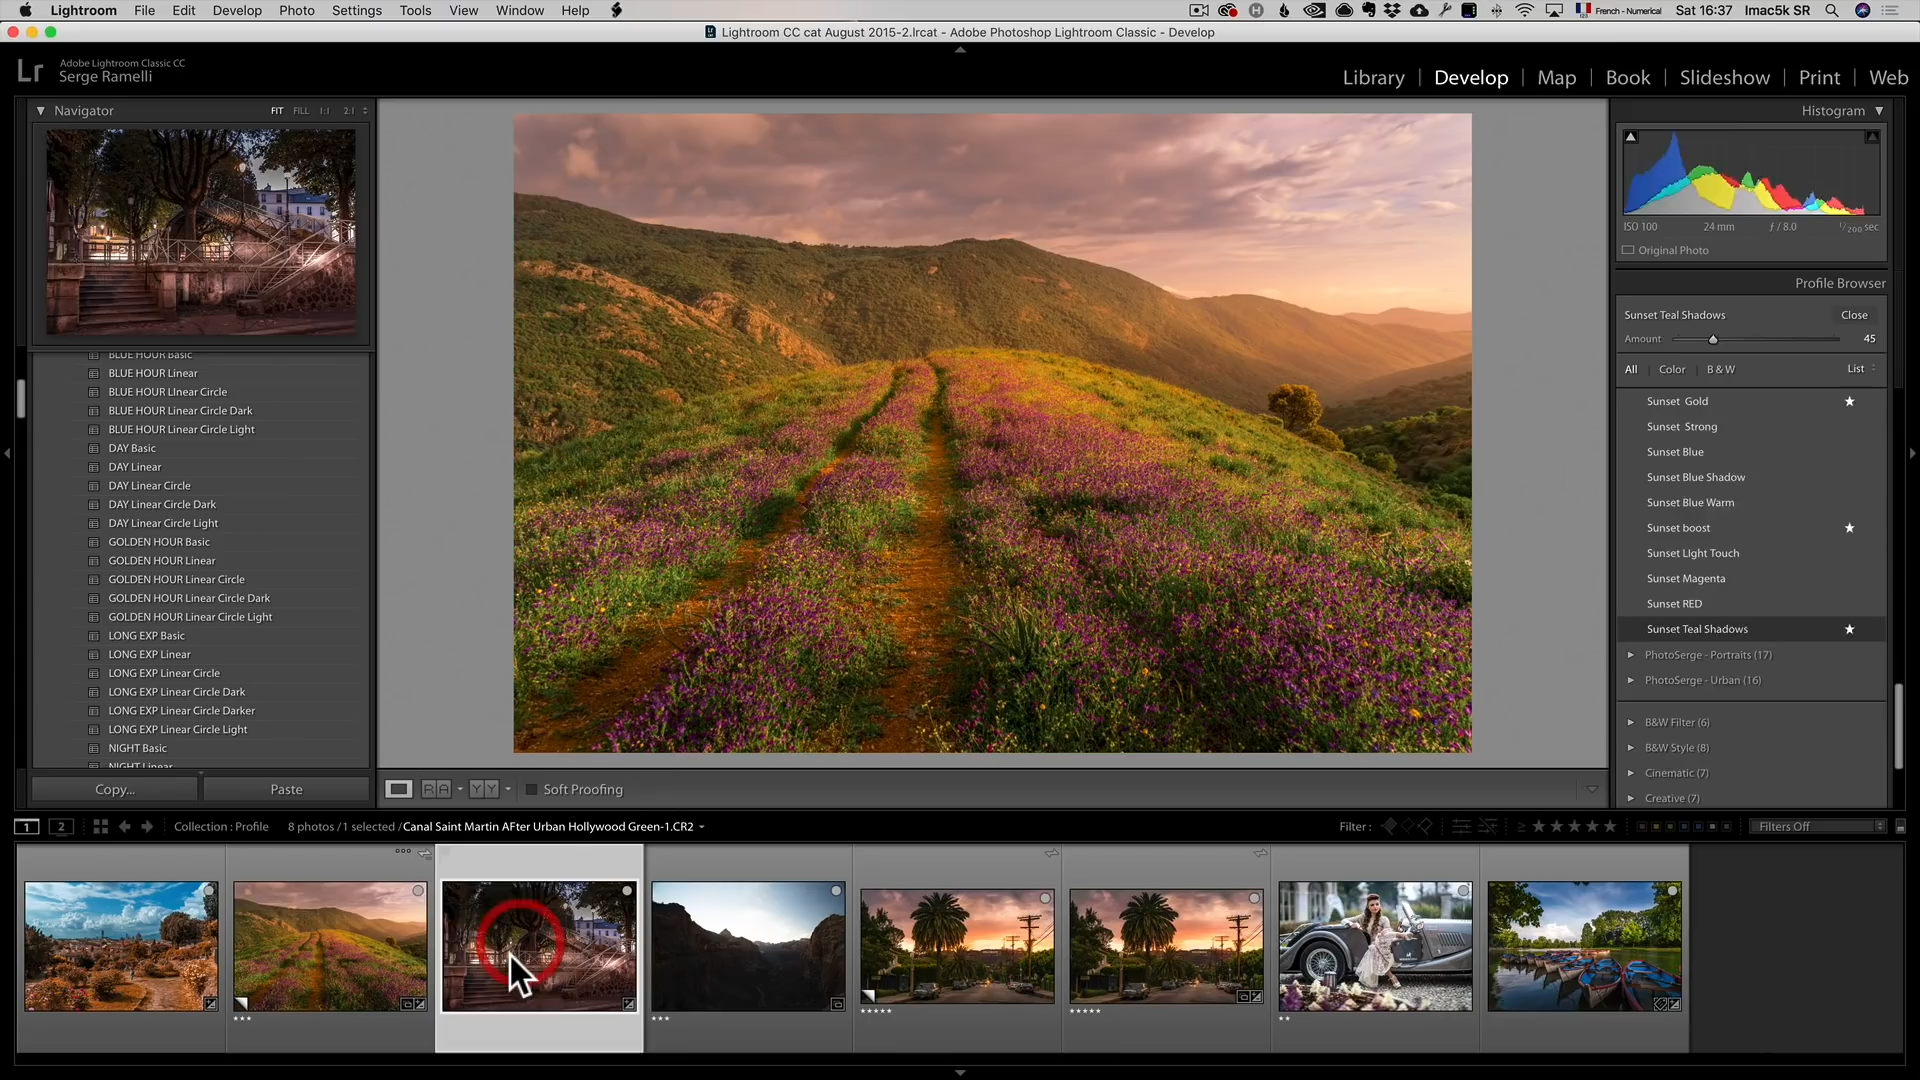 Lightroom File Edit Develop Photo Settings Tools View Window Help
French - Numerical Sat 16:37 Imac5k SR
Lightroom CC cat August 2015-2.lrcat - Adobe Photoshop Lightroom Classic - Develop
Lr
Adobe Lightroom Classic CC
Serge Ramelli
Library | Develop | Map | Book | Slideshow | Print | Web
Navigator FIT FILL 1:1 2:1
BLUE HOUR Basic
BLUE HOUR Linear
BLUE HOUR LInear Circle
BLUE HOUR Linear Circle Dark
BLUE HOUR Linear Circle Light
DAY Basic
DAY Linear
DAY Linear Circle
DAY Linear Circle Dark
DAY Linear Circle Light
GOLDEN HOUR Basic
GOLDEN HOUR Linear
GOLDEN HOUR Linear Circle
GOLDEN HOUR Linear Circle Dark
GOLDEN HOUR Linear Circle Light
LONG EXP Basic
LONG EXP Linear
LONG EXP Linear Circle
LONG EXP Linear Circle Dark
LONG EXP Linear Circle Darker
LONG EXP Linear Circle Light
NIGHT Basic
NIGHT Linear
Copy... Paste
Histogram
ISO 100 24 mm ƒ / 8.0 1/200 sec
Original Photo
Profile Browser
Sunset Teal Shadows Close
Amount 45
All | Color | B & W List
Sunset Gold
Sunset Strong
Sunset Blue
Sunset Blue Shadow
Sunset Blue Warm
Sunset boost
Sunset LIght Touch
Sunset Magenta
Sunset RED
Sunset Teal Shadows
PhotoSerge - Portraits (17)
PhotoSerge - Urban (16)
B&W Filter (6)
B&W Style (8)
Cinematic (7)
Creative (7)
R A Y Y Soft Proofing
1 2 Collection : Profile 8 photos /1 selected /Canal Saint Martin AFter Urban Hollywood Green-1.CR2
Filter : Filters Off